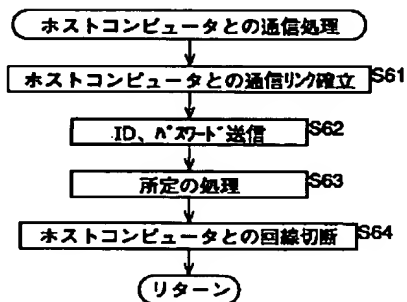 ホストコンピュータとの通信処理
ホストコンピュータとの通信リンク確立 S61
ID、パスワード送信 S62
所定の処理 S63
ホストコンピュータとの回線切断 S64
リターン